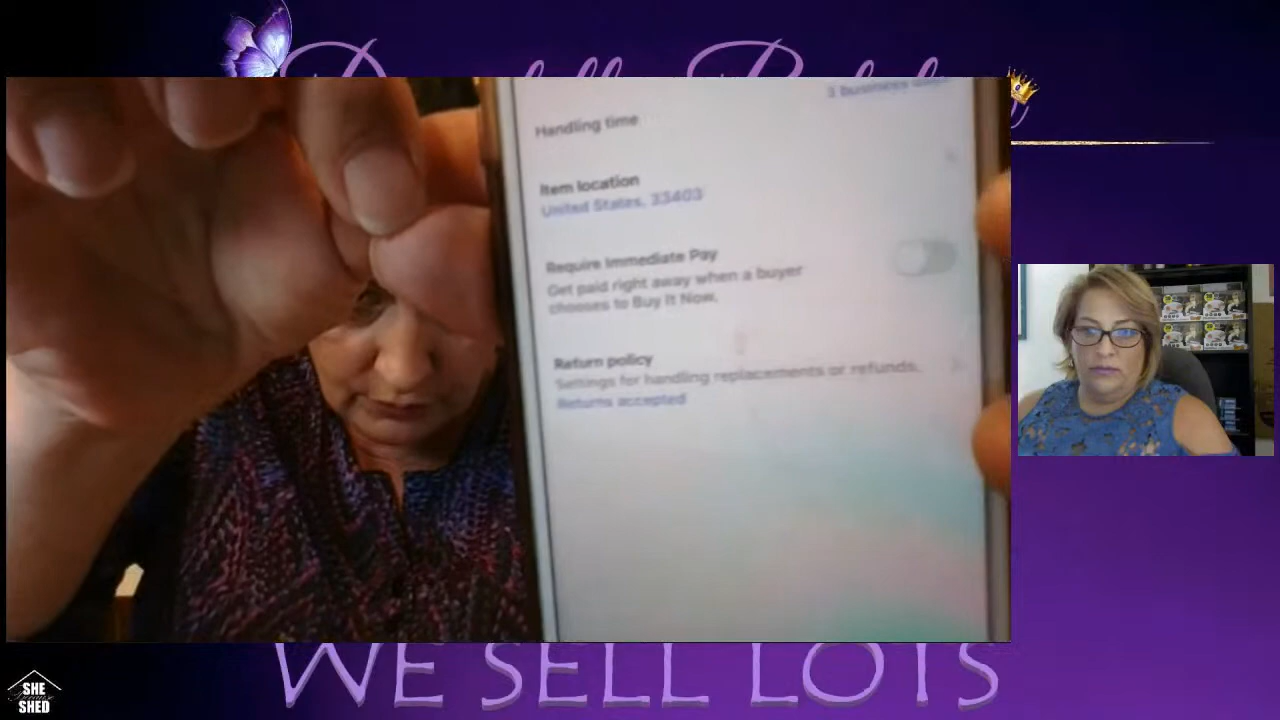 3 Business days
Handling time
Item location
United States, 33403
Require Immediate Pay
Get paid right away when a buyer
chooses to Buy It Now.
Return policy
Settings for handling replacements or refunds.
Returns accepted
WE SELL LOTS
SHE
SHED